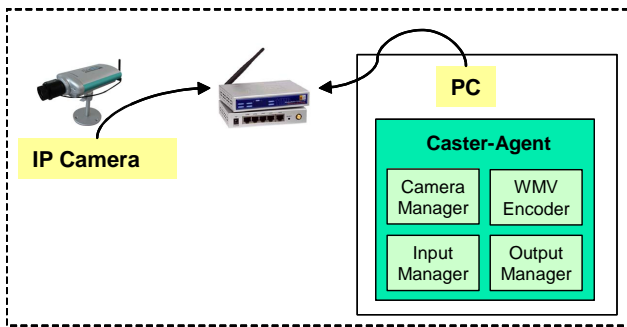 PC
IP Camera
Caster-Agent
Camera
Manager
WMV
Encoder
Input
Manager
Output
Manager